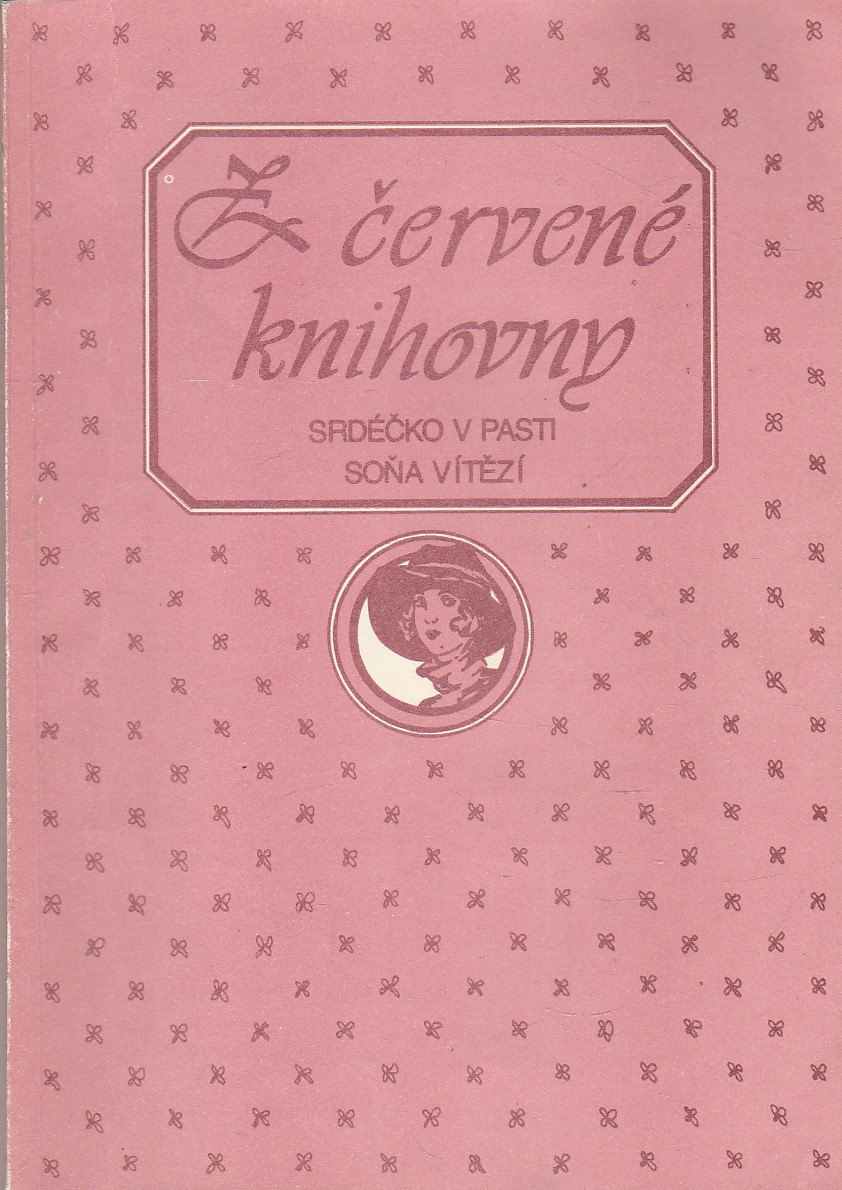 Z červené
knihovny
SRDÉČKO V PASTI
SOŇA VÍTĚZÍ